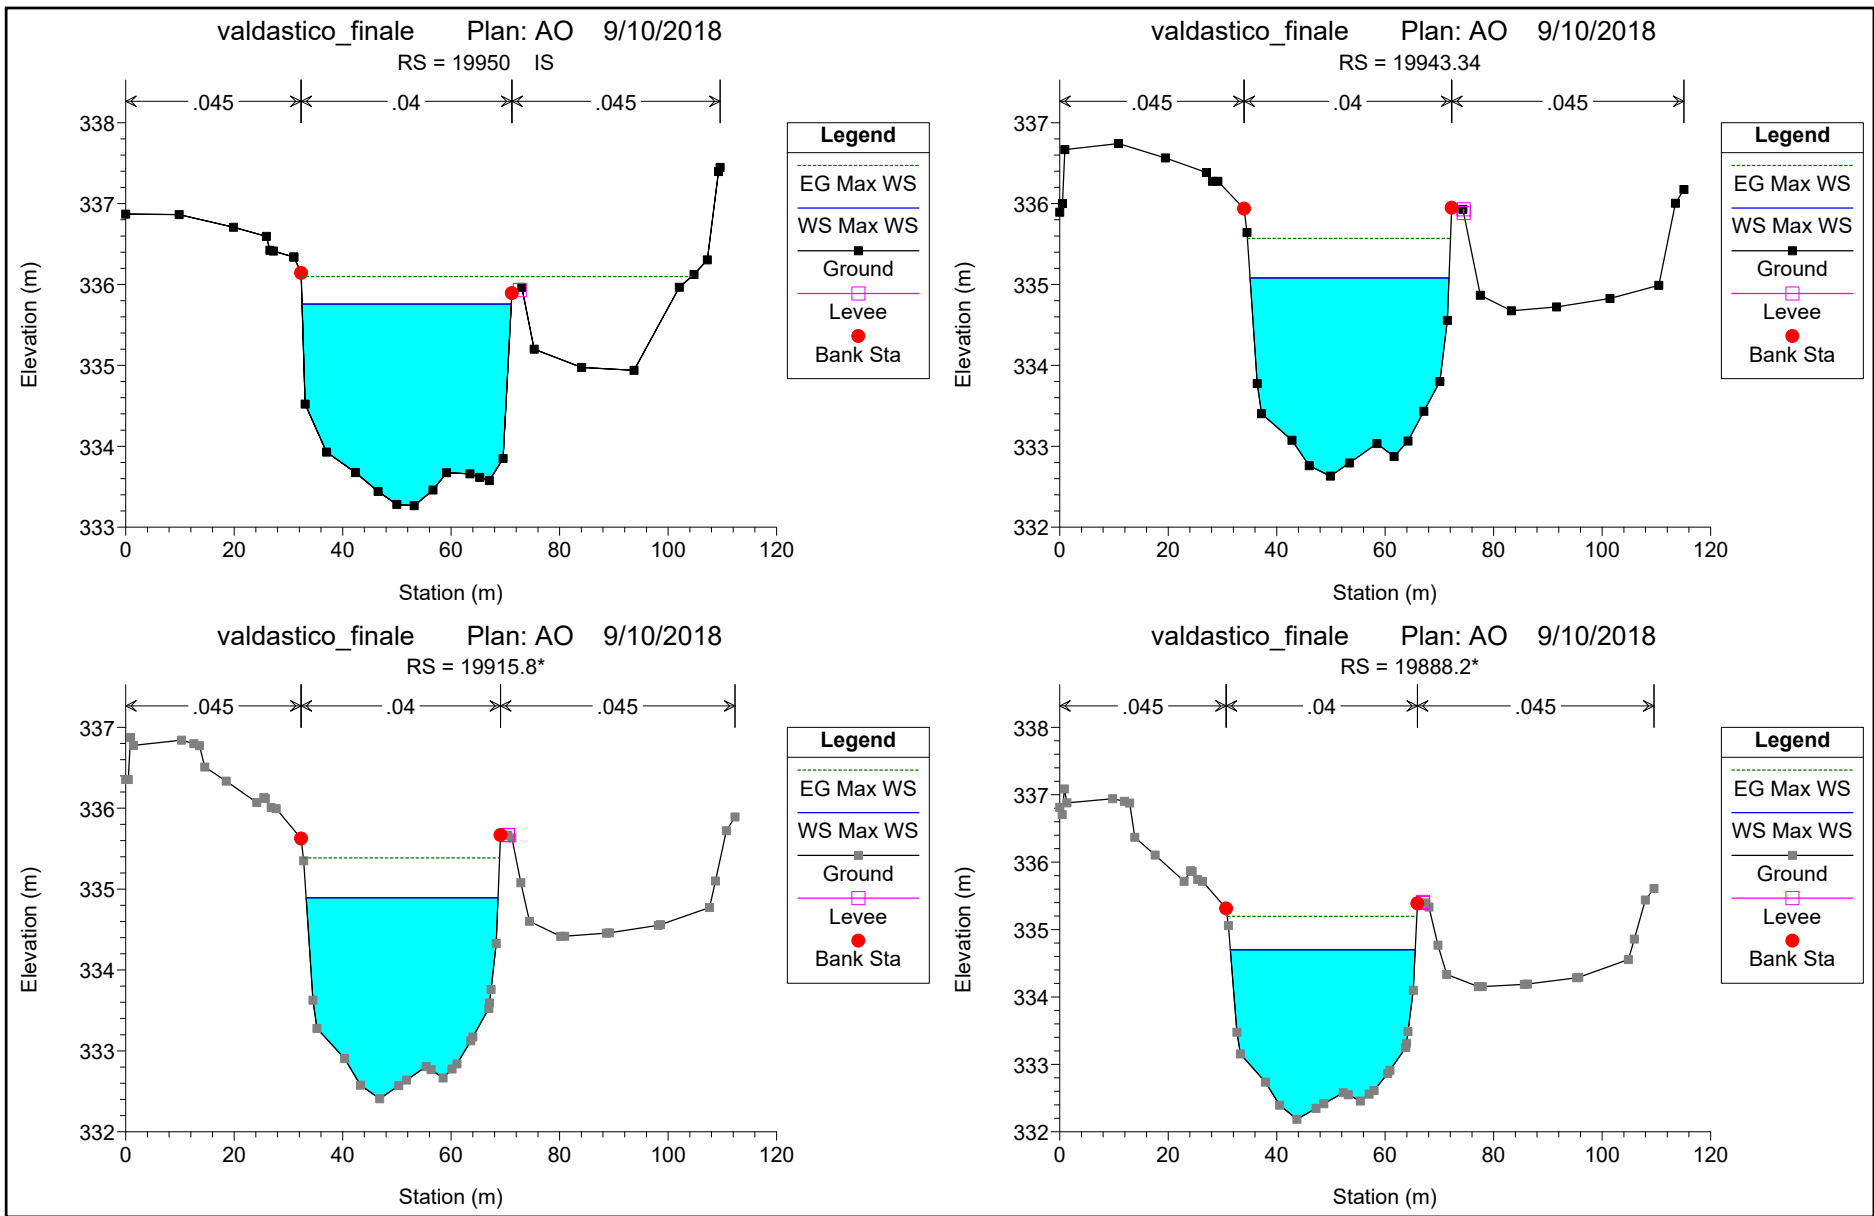 valdastico_finale Plan: AO 9/10/2018
RS = 19950 IS
.045 .04 .045
338
337
336
335
334
333
0 20 40 60 80 100 120
Elevation (m)
Station (m)
Legend
EG Max WS
WS Max WS
Ground
Levee
Bank Sta
valdastico_finale Plan: AO 9/10/2018
RS = 19943.34
.045 .04 .045
337
336
335
334
333
332
0 20 40 60 80 100 120
Elevation (m)
Station (m)
Legend
EG Max WS
WS Max WS
Ground
Levee
Bank Sta
valdastico_finale Plan: AO 9/10/2018
RS = 19915.8*
.045 .04 .045
337
336
335
334
333
332
0 20 40 60 80 100 120
Elevation (m)
Station (m)
Legend
EG Max WS
WS Max WS
Ground
Levee
Bank Sta
valdastico_finale Plan: AO 9/10/2018
RS = 19888.2*
.045 .04 .045
338
337
336
335
334
333
332
0 20 40 60 80 100 120
Elevation (m)
Station (m)
Legend
EG Max WS
WS Max WS
Ground
Levee
Bank Sta